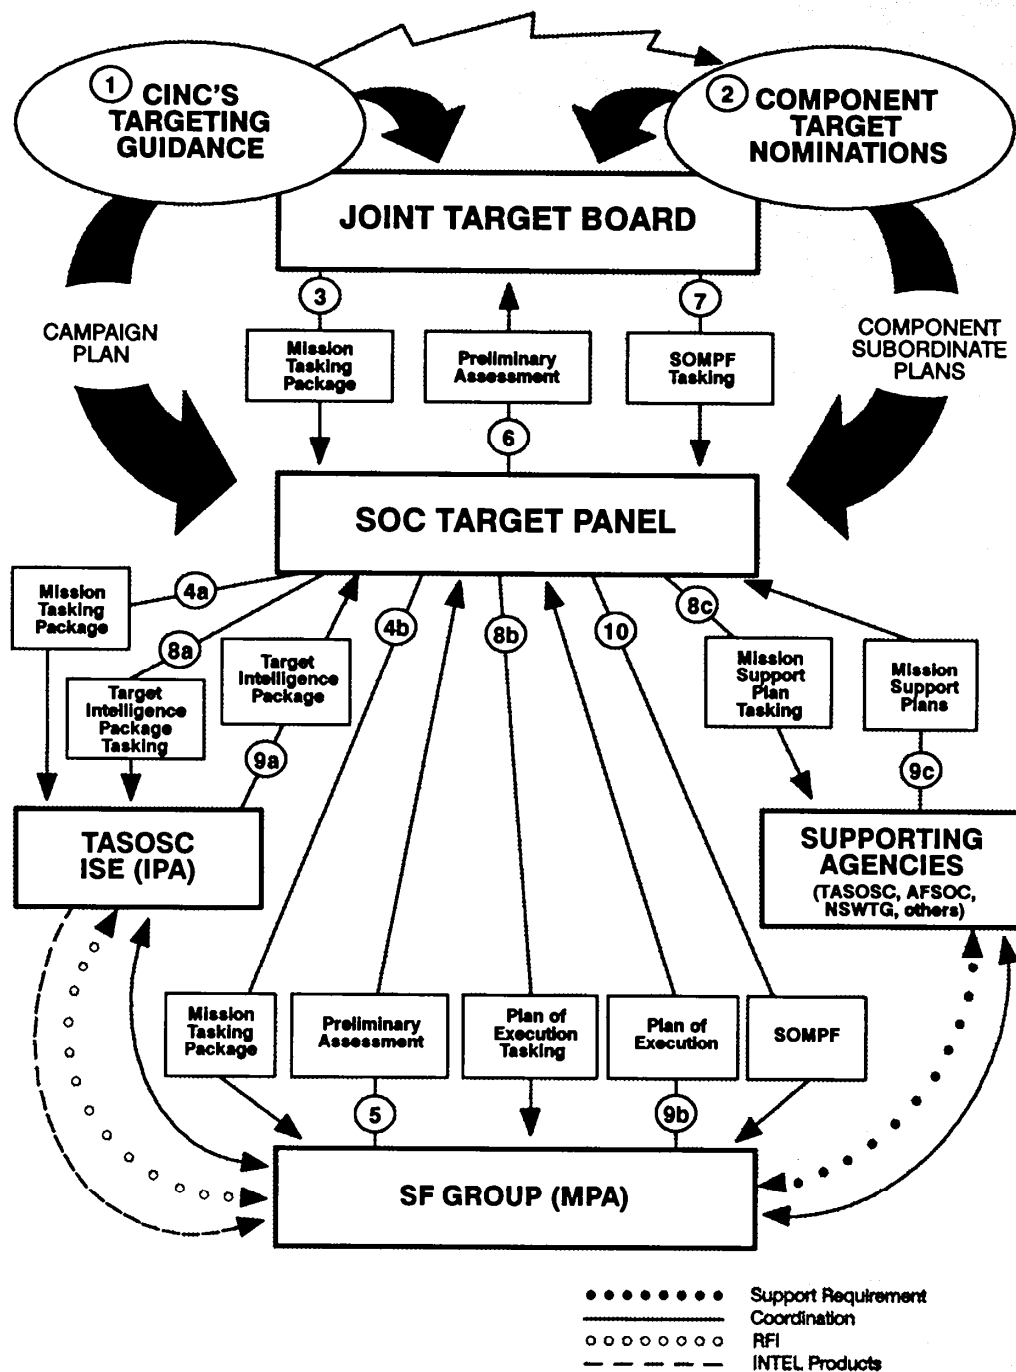 1 CINC'S
TARGETING
GUIDANCE
2 COMPONENT
TARGET
NOMINATIONS
JOINT TARGET BOARD
CAMPAIGN
PLAN
COMPONENT
SUBORDINATE
PLANS
3
Mission
Tasking
Package
Preliminary
Assessment
6
7
SOMPF
Tasking
SOC TARGET PANEL
Mission
Tasking
Package
4a
8a
Target
Intelligence
Package
Tasking
Target
Intelligence
Package
9a
4b
8b
10
8c
Mission
Support
Plan
Tasking
Mission
Support
Plans
9c
TASOSC
ISE (IPA)
SUPPORTING
AGENCIES
(TASOSC, AFSOC,
NSWTG, others)
Mission
Tasking
Package
Preliminary
Assessment
5
Plan of
Execution
Tasking
Plan of
Execution
9b
SOMPF
SF GROUP (MPA)
Support Requirement
Coordination
RFI
INTEL Products